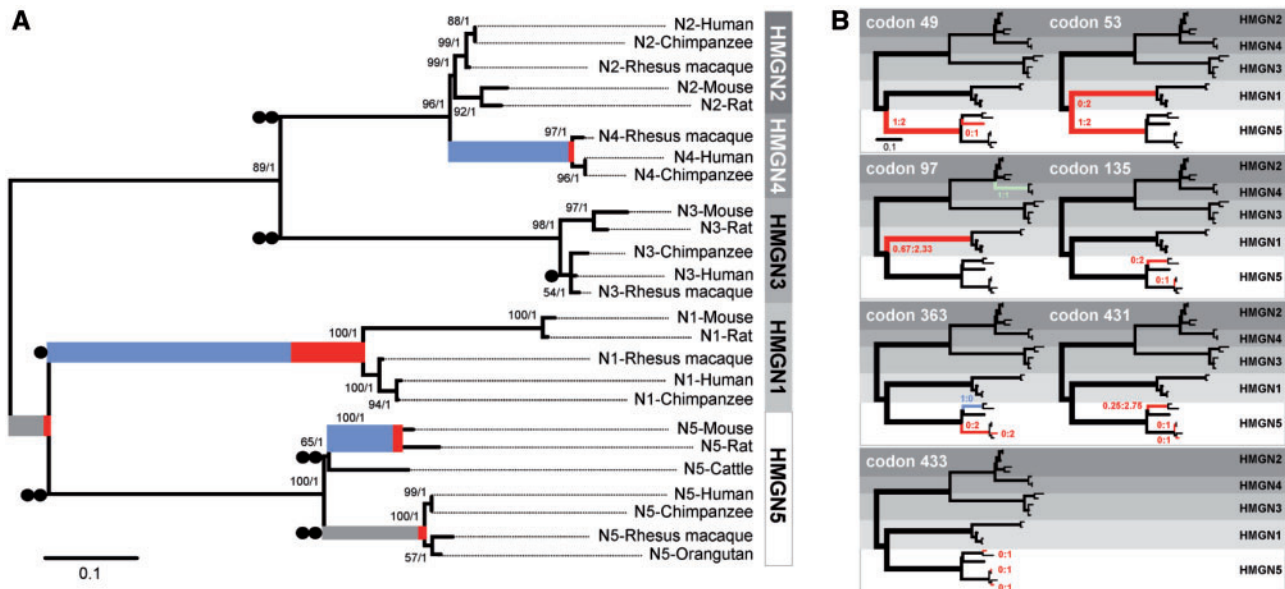 A
88/1
N2-Human
99/1
N2-Chimpanzee
99/1
N2-Rhesus macaque
N2-Mouse
96/1
92/1
N2-Rat
HMGN2
97/1
N4-Rhesus macaque
N4-Human
96/1
N4-Chimpanzee
HMGN4
89/1
97/1
N3-Mouse
98/1
N3-Rat
N3-Chimpanzee
N3-Human
54/1
N3-Rhesus macaque
HMGN3
100/1
N1-Mouse
100/1
N1-Rat
N1-Rhesus macaque
100/1
N1-Human
94/1
N1-Chimpanzee
HMGN1
100/1
N5-Mouse
65/1
N5-Rat
N5-Cattle
100/1
99/1
N5-Human
100/1
N5-Chimpanzee
N5-Rhesus macaque
57/1
N5-Orangutan
HMGN5
0.1
B
codon 49
1:2
0:1
0.1
codon 53
0:2
1:2
HMGN2
HMGN4
HMGN3
HMGN1
HMGN5
codon 97
1:1
0.67:2.33
codon 135
0:2
0:1
HMGN2
HMGN4
HMGN3
HMGN1
HMGN5
codon 363
1:0
0:2
0:2
codon 431
0.25:2.75
0:1
0:1
HMGN2
HMGN4
HMGN3
HMGN1
HMGN5
codon 433
0:1
0:1
0:1
HMGN2
HMGN4
HMGN3
HMGN1
HMGN5